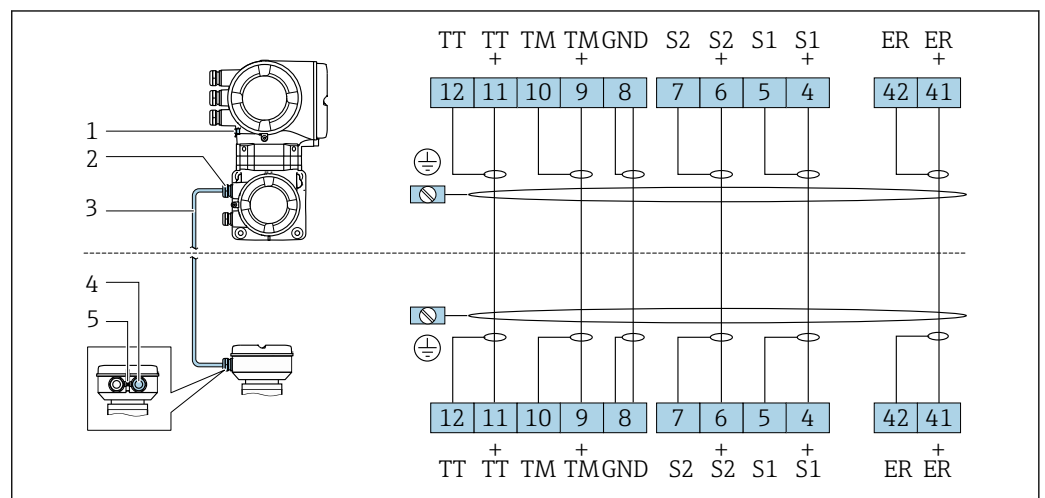 TT TT TM TM GND S2 S2 S1 S1 ER ER
+ + + + +
12 11 10 9 8 7 6 5 4 42 41
1
2
3
4
5
12 11 10 9 8 7 6 5 4 42 41
+ + + + +
TT TT TM TM GND S2 S2 S1 S1 ER ER